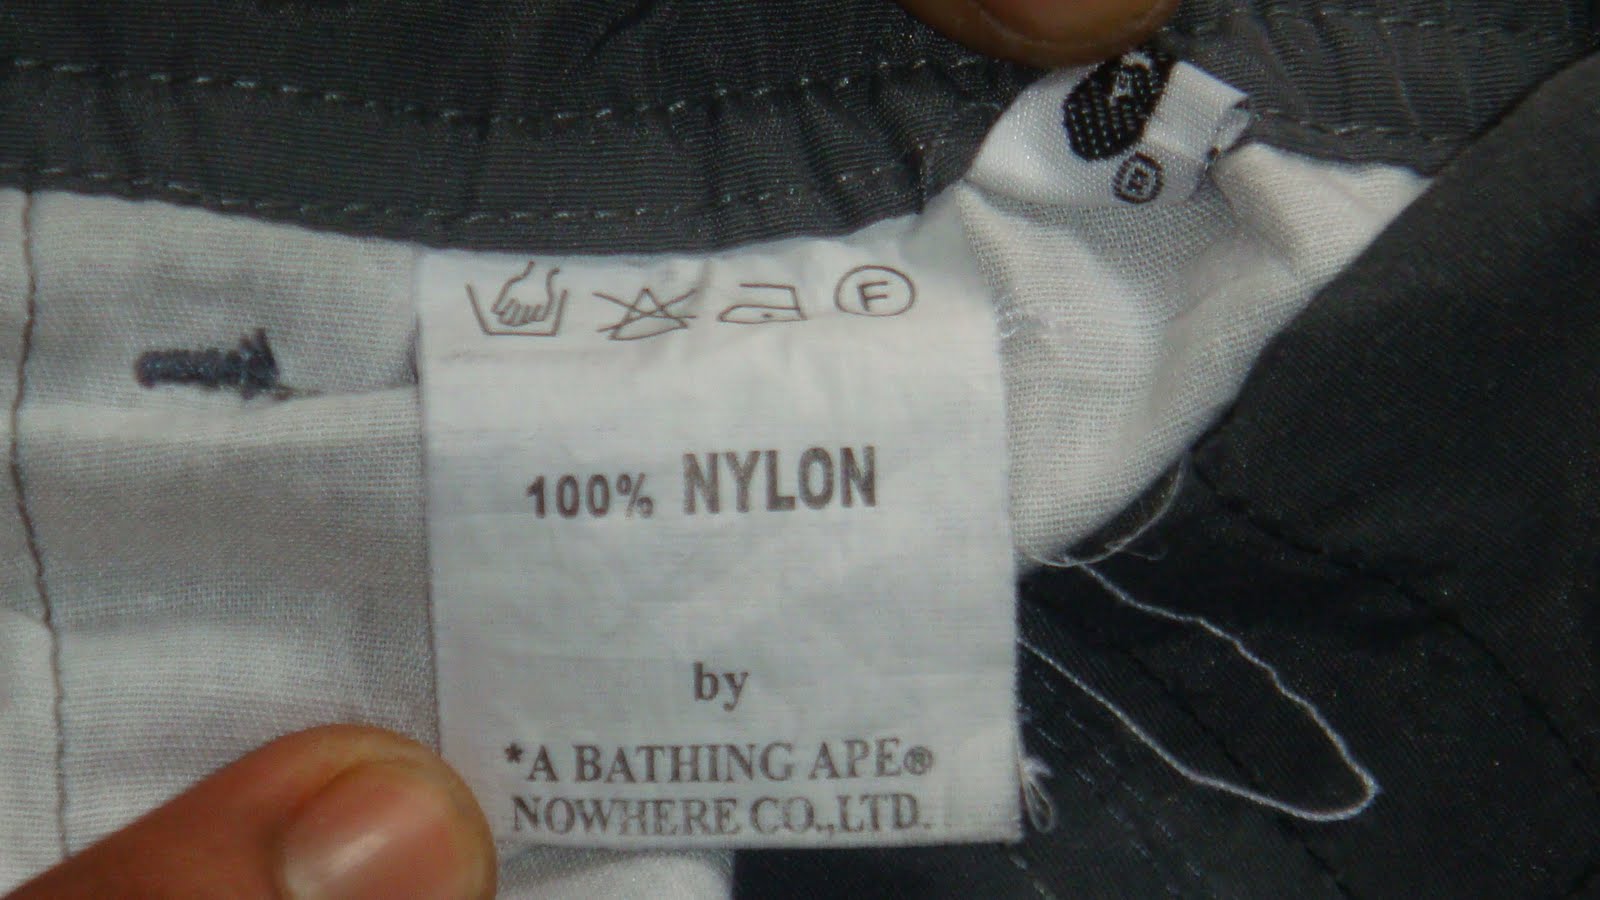 ®
F
100% NYLON
by
*A BATHING APE®
NOWHERE CO.,LTD.